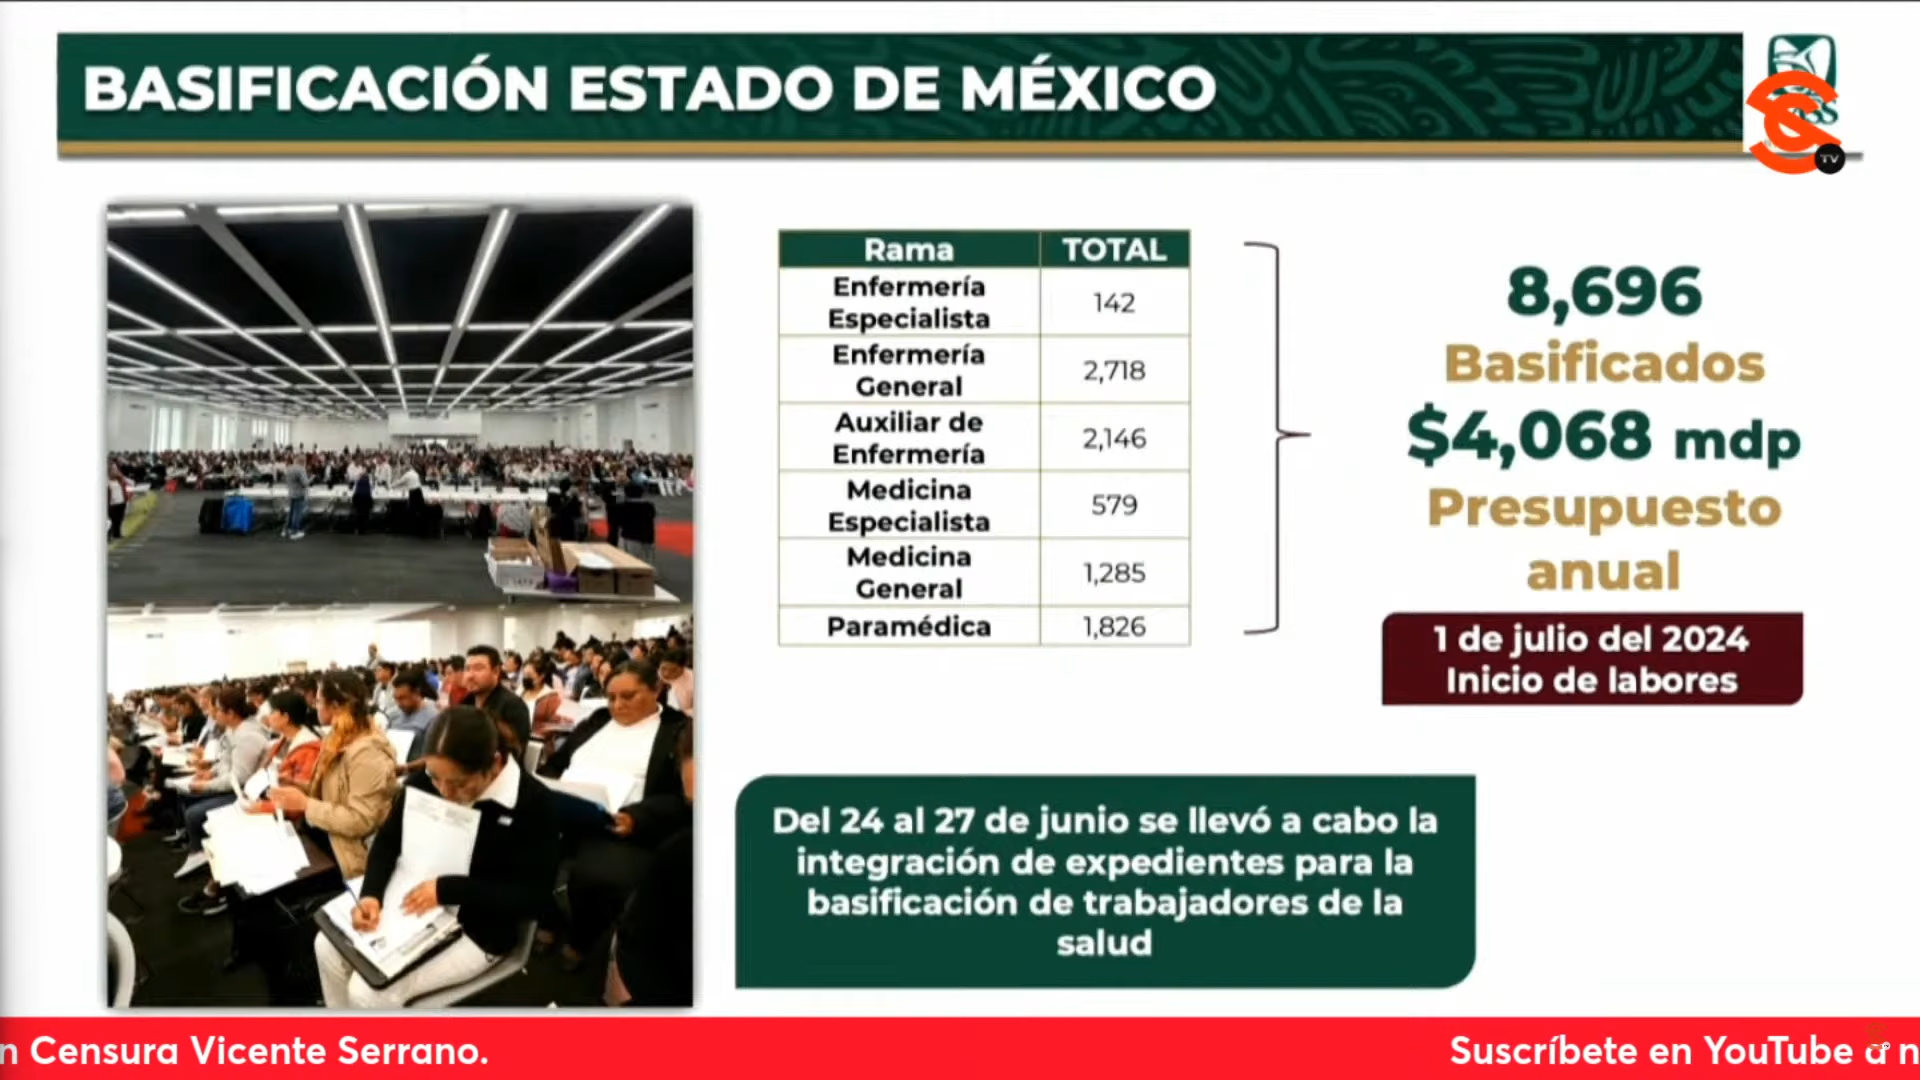 BASIFICACIÓN ESTADO DE MÉXICO
TV
Rama TOTAL
Enfermería
Especialista 142
Enfermería
General 2,718
Auxiliar de
Enfermería 2,146
Medicina
Especialista 579
Medicina
General 1,285
Paramédica 1,826
8,696
Basificados
$4,068 mdp
Presupuesto
anual
1 de julio del 2024
Inicio de labores
Del 24 al 27 de junio se llevó a cabo la
integración de expedientes para la
basificación de trabajadores de la
salud
n Censura Vicente Serrano.
Suscríbete en YouTube a n